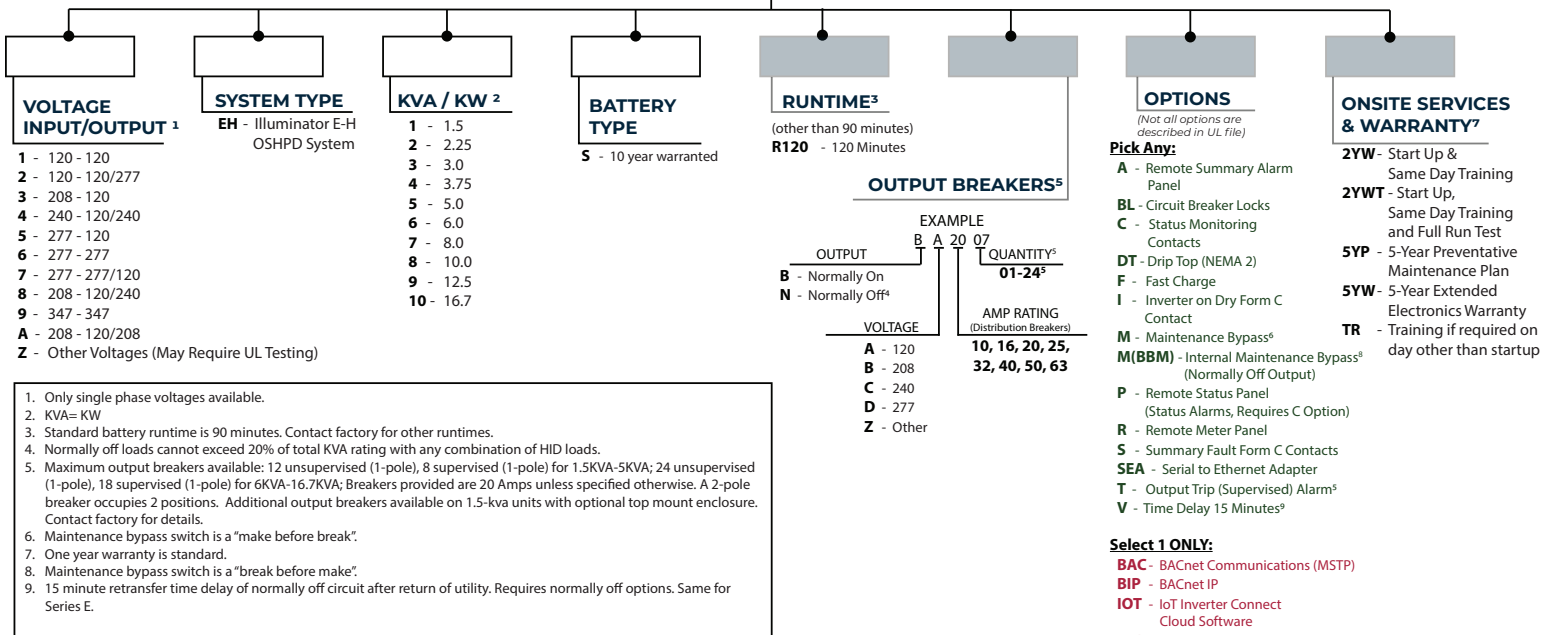 VOLTAGE
INPUT/OUTPUT ¹
1 - 120 - 120
2 - 120 - 120/277
3 - 208 - 120
4 - 240 - 120/240
5 - 277 - 120
6 - 277 - 277
7 - 277 - 277/120
8 - 208 - 120/240
9 - 347 - 347
A - 208 - 120/208
Z - Other Voltages (May Require UL Testing)
SYSTEM TYPE
EH - Illuminator E-H
OSHPD System
KVA / KW ²
1 - 1.5
2 - 2.25
3 - 3.0
4 - 3.75
5 - 5.0
6 - 6.0
7 - 8.0
8 - 10.0
9 - 12.5
10 - 16.7
BATTERY
TYPE
S - 10 year warranted
RUNTIME³
(other than 90 minutes)
R120 - 120 Minutes
OUTPUT BREAKERS⁵
EXAMPLE
B A 20 07
OUTPUT
B - Normally On
N - Normally Off⁴
QUANTITY⁵
01-24⁵
VOLTAGE
A - 120
B - 208
C - 240
D - 277
Z - Other
AMP RATING
(Distribution Breakers)
10, 16, 20, 25,
32, 40, 50, 63
OPTIONS
(Not all options are
described in UL file)
Pick Any:
A - Remote Summary Alarm
Panel
BL - Circuit Breaker Locks
C - Status Monitoring
Contacts
DT - Drip Top (NEMA 2)
F - Fast Charge
I - Inverter on Dry Form C
Contact
M - Maintenance Bypass⁶
M(BBM) - Internal Maintenance Bypass⁸
(Normally Off Output)
P - Remote Status Panel
(Status Alarms, Requires C Option)
R - Remote Meter Panel
S - Summary Fault Form C Contacts
SEA - Serial to Ethernet Adapter
T - Output Trip (Supervised) Alarm⁵
V - Time Delay 15 Minutes⁹
Select 1 ONLY:
BAC - BACnet Communications (MSTP)
BIP - BACnet IP
IOT - IoT Inverter Connect
Cloud Software
ONSITE SERVICES
& WARRANTY⁷
2YW - Start Up &
Same Day Training
2YWT - Start Up,
Same Day Training
and Full Run Test
5YP - 5-Year Preventative
Maintenance Plan
5YW - 5-Year Extended
Electronics Warranty
TR - Training if required on
day other than startup
1. Only single phase voltages available.
2. KVA= KW
3. Standard battery runtime is 90 minutes. Contact factory for other runtimes.
4. Normally off loads cannot exceed 20% of total KVA rating with any combination of HID loads.
5. Maximum output breakers available: 12 unsupervised (1-pole), 8 supervised (1-pole) for 1.5KVA-5KVA; 24 unsupervised
(1-pole), 18 supervised (1-pole) for 6KVA-16.7KVA; Breakers provided are 20 Amps unless specified otherwise. A 2-pole
breaker occupies 2 positions. Additional output breakers available on 1.5-kva units with optional top mount enclosure.
Contact factory for details.
6. Maintenance bypass switch is a "make before break".
7. One year warranty is standard.
8. Maintenance bypass switch is a "break before make".
9. 15 minute retransfer time delay of normally off circuit after return of utility. Requires normally off options. Same for
Series E.